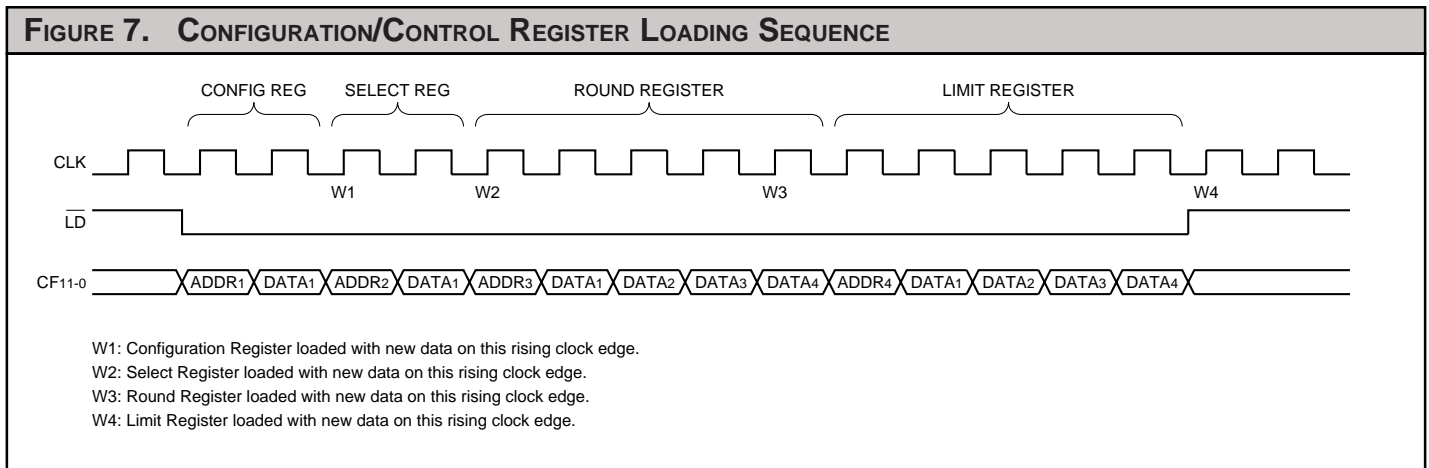 FIGURE 7. CONFIGURATION/CONTROL REGISTER LOADING SEQUENCE
CONFIG REG SELECT REG ROUND REGISTER LIMIT REGISTER
CLK
W1 W2 W3 W4
LD
CF11-0 ADDR1 DATA1 ADDR2 DATA1 ADDR3 DATA1 DATA2 DATA3 DATA4 ADDR4 DATA1 DATA2 DATA3 DATA4
W1: Configuration Register loaded with new data on this rising clock edge.
W2: Select Register loaded with new data on this rising clock edge.
W3: Round Register loaded with new data on this rising clock edge.
W4: Limit Register loaded with new data on this rising clock edge.